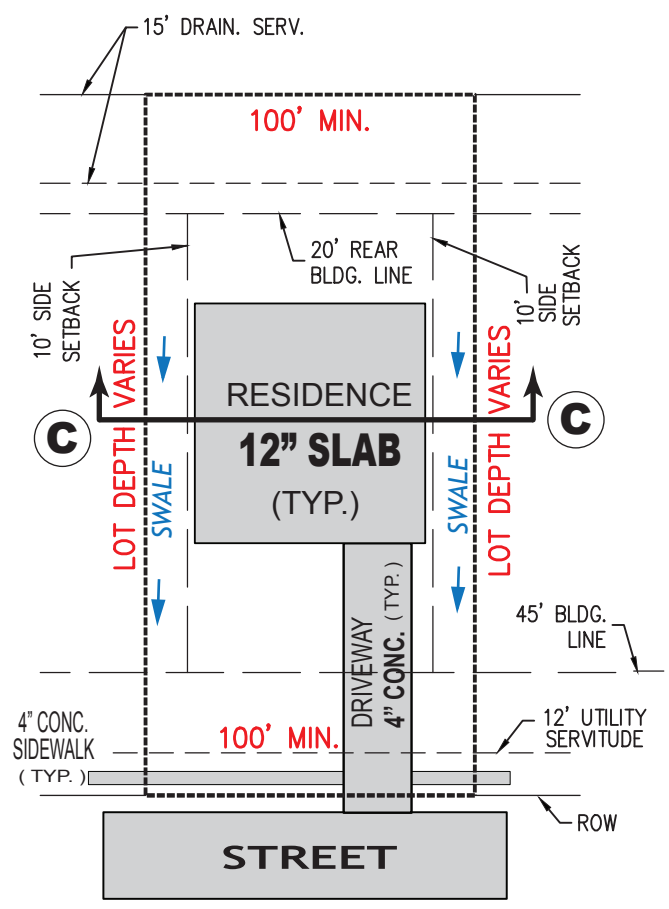 15' DRAIN. SERV.
100' MIN.
20' REAR
BLDG. LINE
10' SIDE
SETBACK
10' SIDE
SETBACK
LOT DEPTH VARIES
LOT DEPTH VARIES
RESIDENCE
C
C
12” SLAB
(TYP.)
SWALE
SWALE
45' BLDG.
LINE
DRIVEWAY
4” CONC. (TYP.)
4” CONC.
SIDEWALK
(TYP.)
100' MIN.
12' UTILITY
SERVITUDE
ROW
STREET